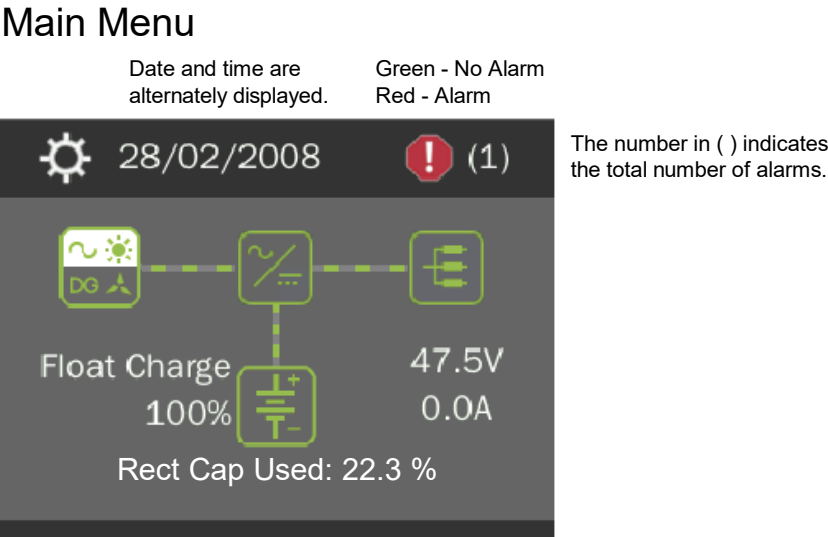 Main Menu
Date and time are
alternately displayed.
Green - No Alarm
Red - Alarm
28/02/2008
! (1)
The number in ( ) indicates
the total number of alarms.
DG
Float Charge
100%
+
−
47.5V
0.0A
Rect Cap Used: 22.3 %